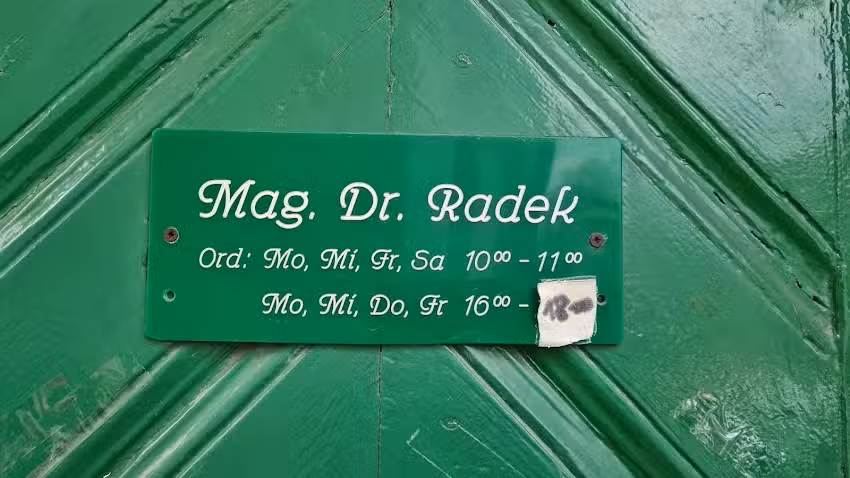 Mag. Dr. Radek
Ord: Mo, Mi, Fr, Sa 10⁰⁰ - 11⁰⁰
Mo, Mi, Do, Fr 16⁰⁰ - 18⁰⁰